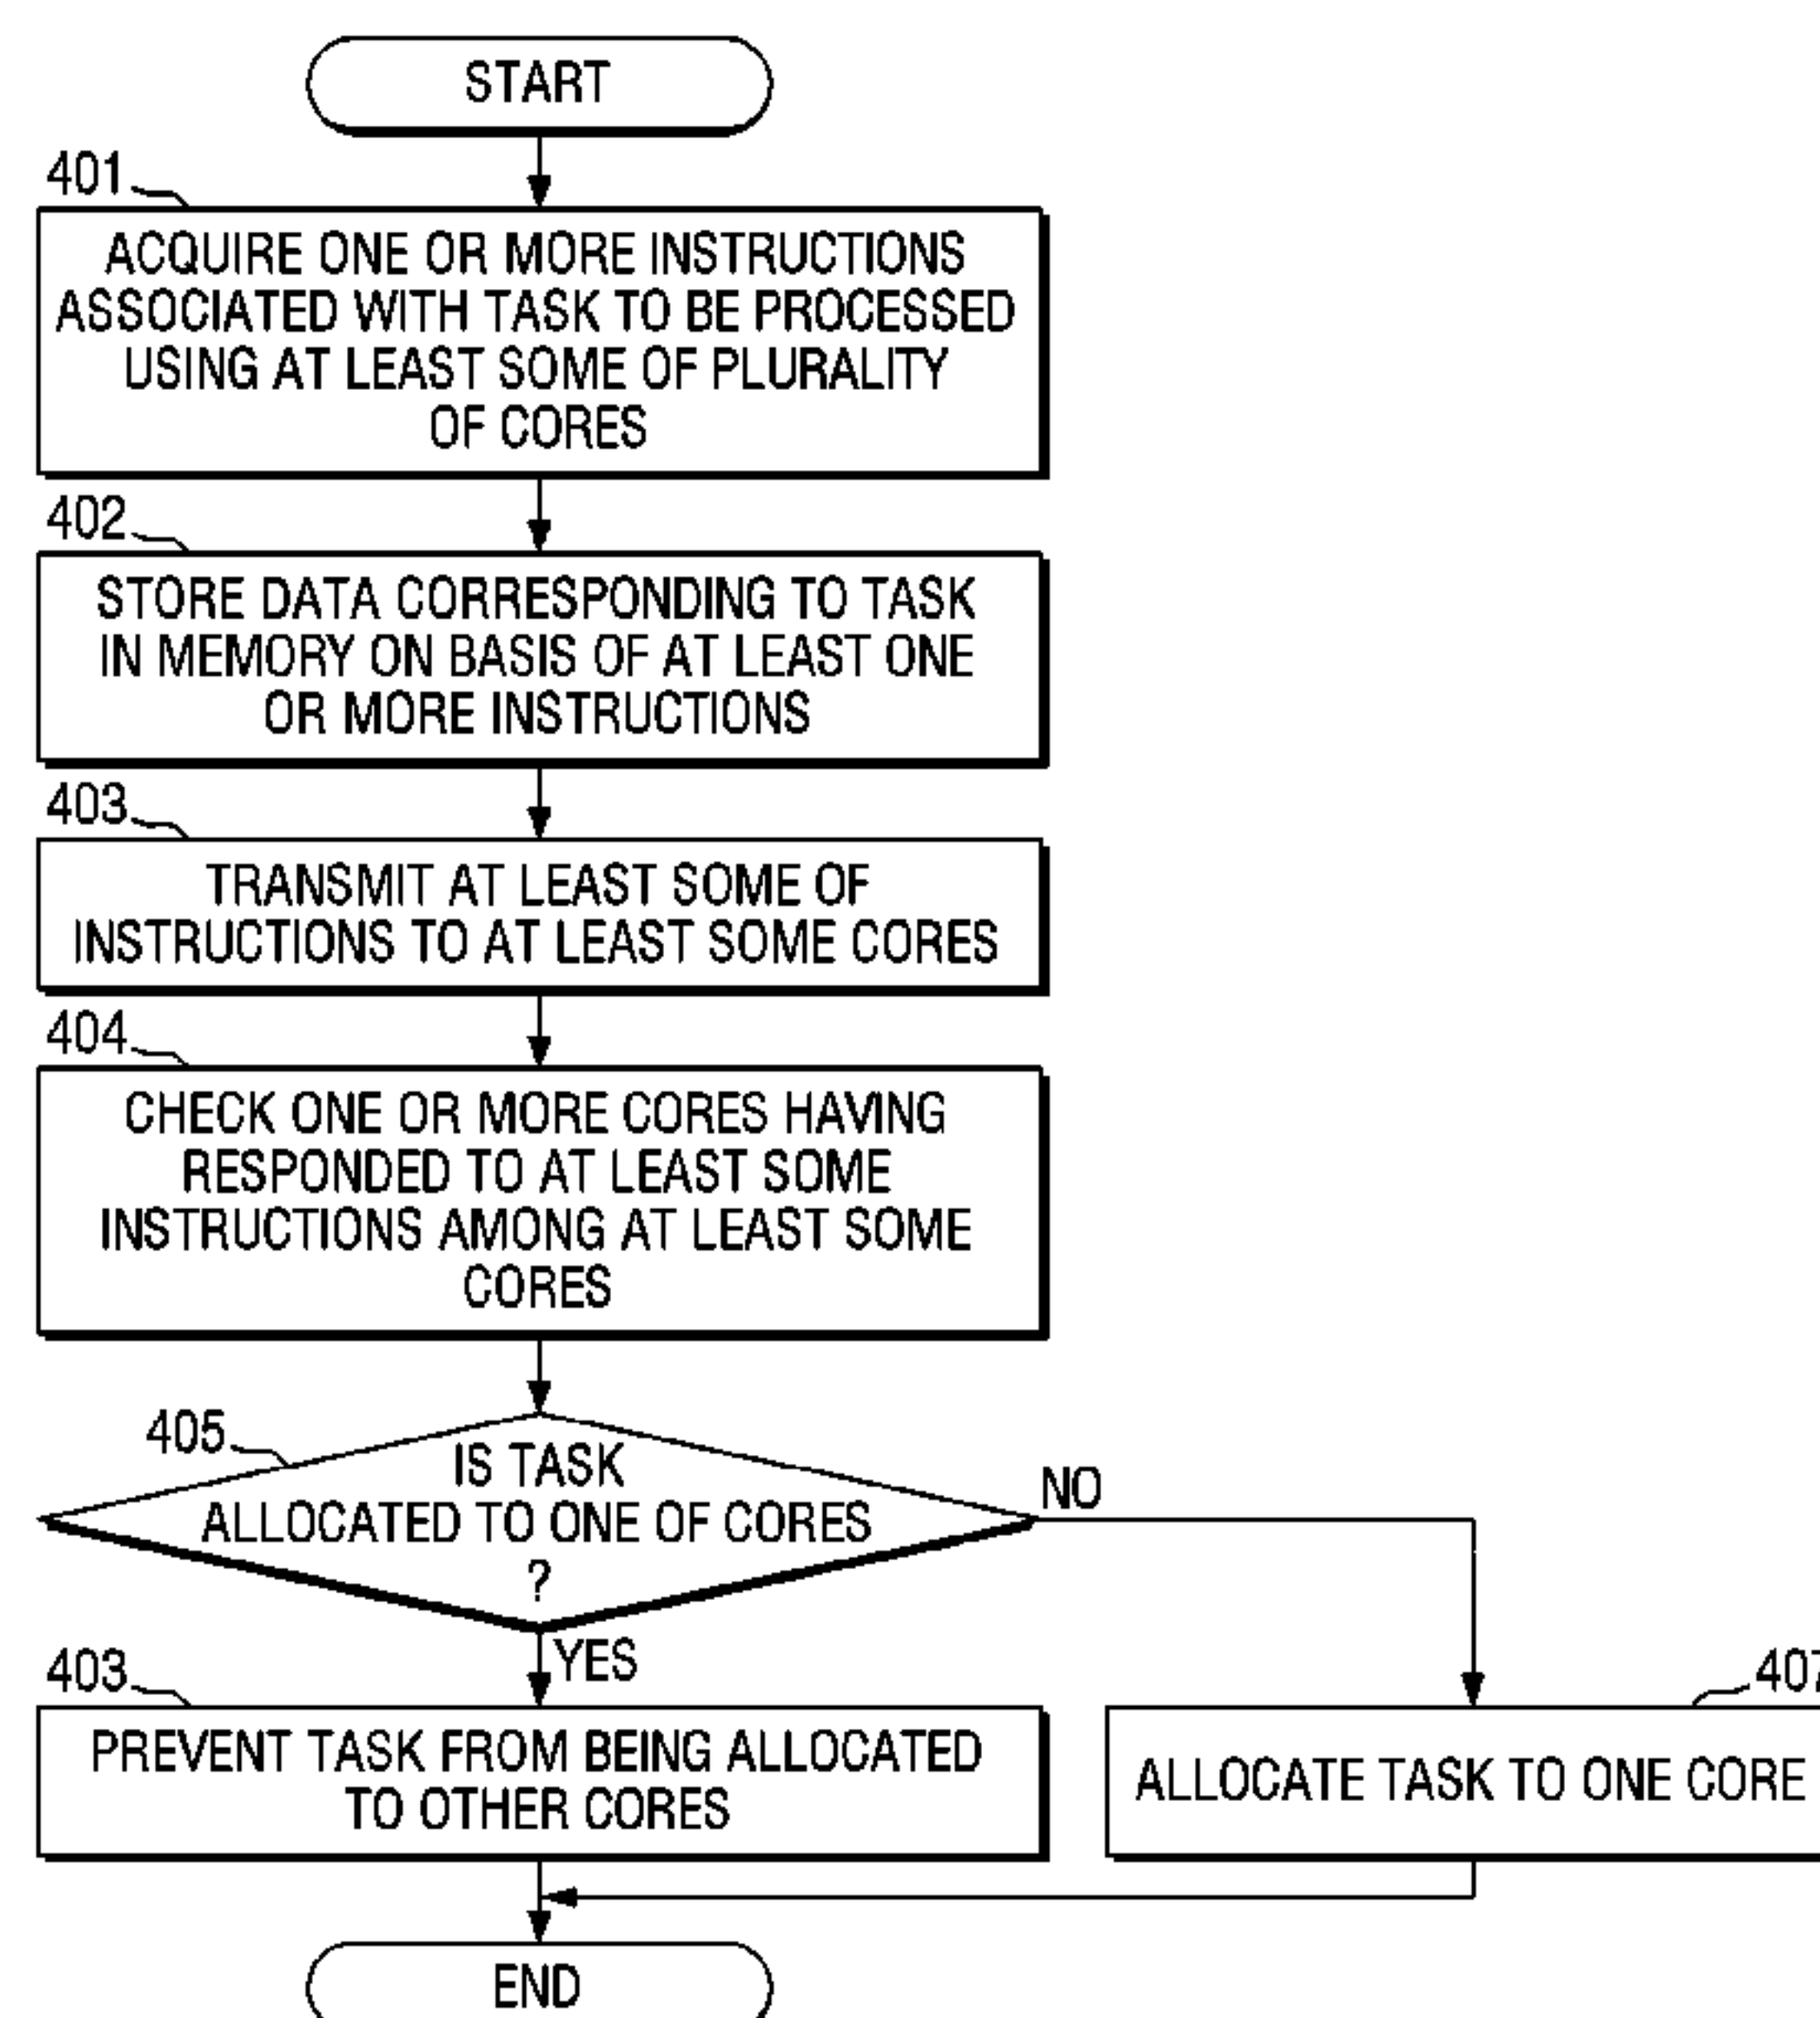 START
401
ACQUIRE ONE OR MORE INSTRUCTIONS
ASSOCIATED WITH TASK TO BE PROCESSED
USING AT LEAST SOME OF PLURALITY
OF CORES
402
STORE DATA CORRESPONDING TO TASK
IN MEMORY ON BASIS OF AT LEAST ONE
OR MORE INSTRUCTIONS
403
TRANSMIT AT LEAST SOME OF
INSTRUCTIONS TO AT LEAST SOME CORES
404
CHECK ONE OR MORE CORES HAVING
RESPONDED TO AT LEAST SOME
INSTRUCTIONS AMONG AT LEAST SOME
CORES
405
IS TASK
ALLOCATED TO ONE OF CORES
?
NO
YES
403
PREVENT TASK FROM BEING ALLOCATED
TO OTHER CORES
407
ALLOCATE TASK TO ONE CORE
END